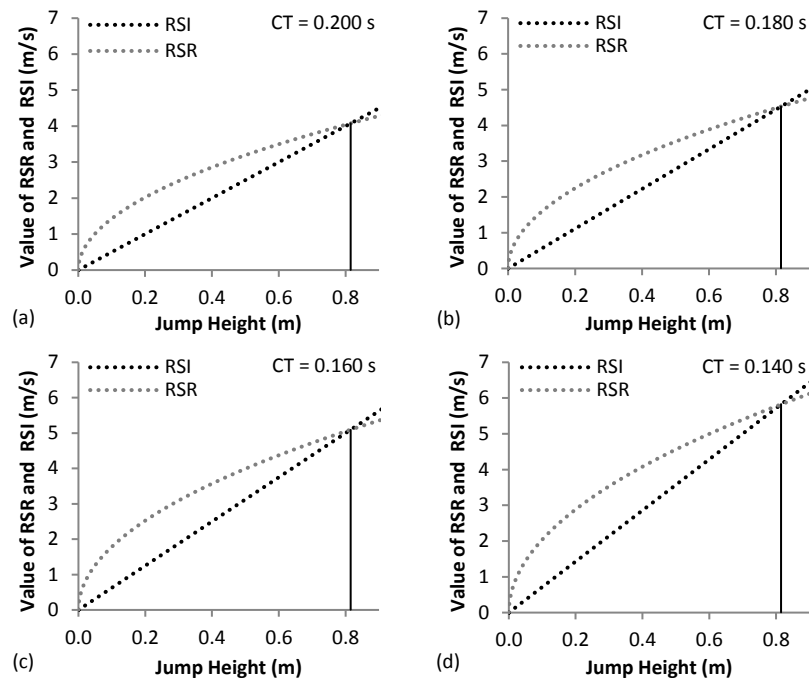 RSI
RSR
CT = 0.200 s
Value of RSR and RSI (m/s)
7
6
5
4
3
2
1
0
0.0 0.2 0.4 0.6 0.8
Jump Height (m)
(a)
RSI
RSR
CT = 0.180 s
Value of RSR and RSI (m/s)
7
6
5
4
3
2
1
0
0.0 0.2 0.4 0.6 0.8
Jump Height (m)
(b)
RSI
RSR
CT = 0.160 s
Value of RSR and RSI (m/s)
7
6
5
4
3
2
1
0
0.0 0.2 0.4 0.6 0.8
Jump Height (m)
(c)
RSI
RSR
CT = 0.140 s
Value of RSR and RSI (m/s)
7
6
5
4
3
2
1
0
0.0 0.2 0.4 0.6 0.8
Jump Height (m)
(d)